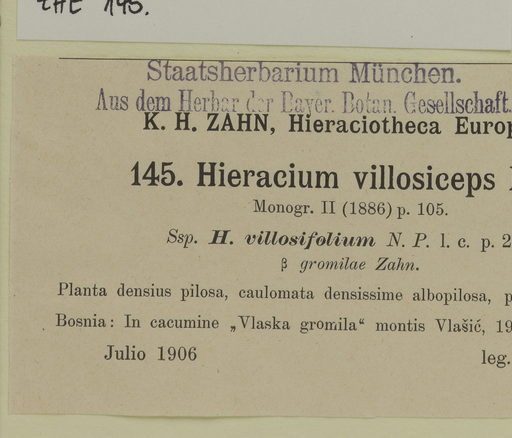 ZHE 145.
Staatsherbarium München.
Aus dem Herbar der Bayer. Botan. Gesellschaft.
K. H. ZAHN, Hieraciotheca Europ
145. Hieracium villosiceps
Monogr. II (1886) p. 105.
Ssp. H. villosifolium N. P. l. c. p. 2
β gromilae Zahn.
Planta densius pilosa, caulomata densissime albopilosa, p
Bosnia: In cacumine „Vlaska gromila“ montis Vlašić, 19
Julio 1906 leg.